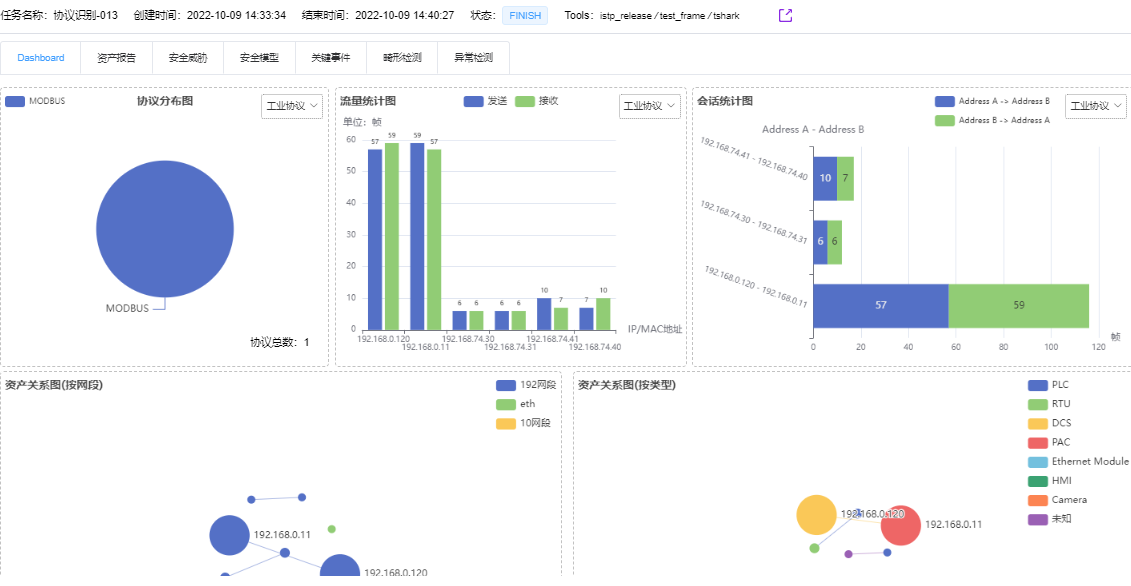 任务名称：协议识别-013 创建时间：2022-10-09 14:33:34 结束时间：2022-10-09 14:40:27 状态：FINISH Tools：istp_release / test_frame / tshark
Dashboard 资产报告 安全威胁 安全模型 关键事件 畸形检测 异常检测
MODBUS 协议分布图 工业协议
MODBUS
协议总数：1
流量统计图 发送 接收 工业协议
单位：帧
60
50
40
30
20
10
0
57 59 59 57 6 6 6 6 10 7 7 10
192.168.0.120 192.168.74.30 192.168.74.41
192.168.0.11 192.168.74.31 192.168.74.40
IP/MAC地址
会话统计图 Address A -> Address B 工业协议
Address B -> Address A
Address A - Address B
192.168.74.41 - 192.168.74.40 10 7
192.168.74.30 - 192.168.74.31 6 6
192.168.0.120 - 192.168.0.11 57 59
0 20 40 60 80 100 120
帧
资产关系图(按网段)
192网段
eth
10网段
192.168.0.11
192.168.0.120
资产关系图(按类型)
PLC
RTU
DCS
PAC
Ethernet Module
HMI
Camera
未知
192.168.0.120
192.168.0.11